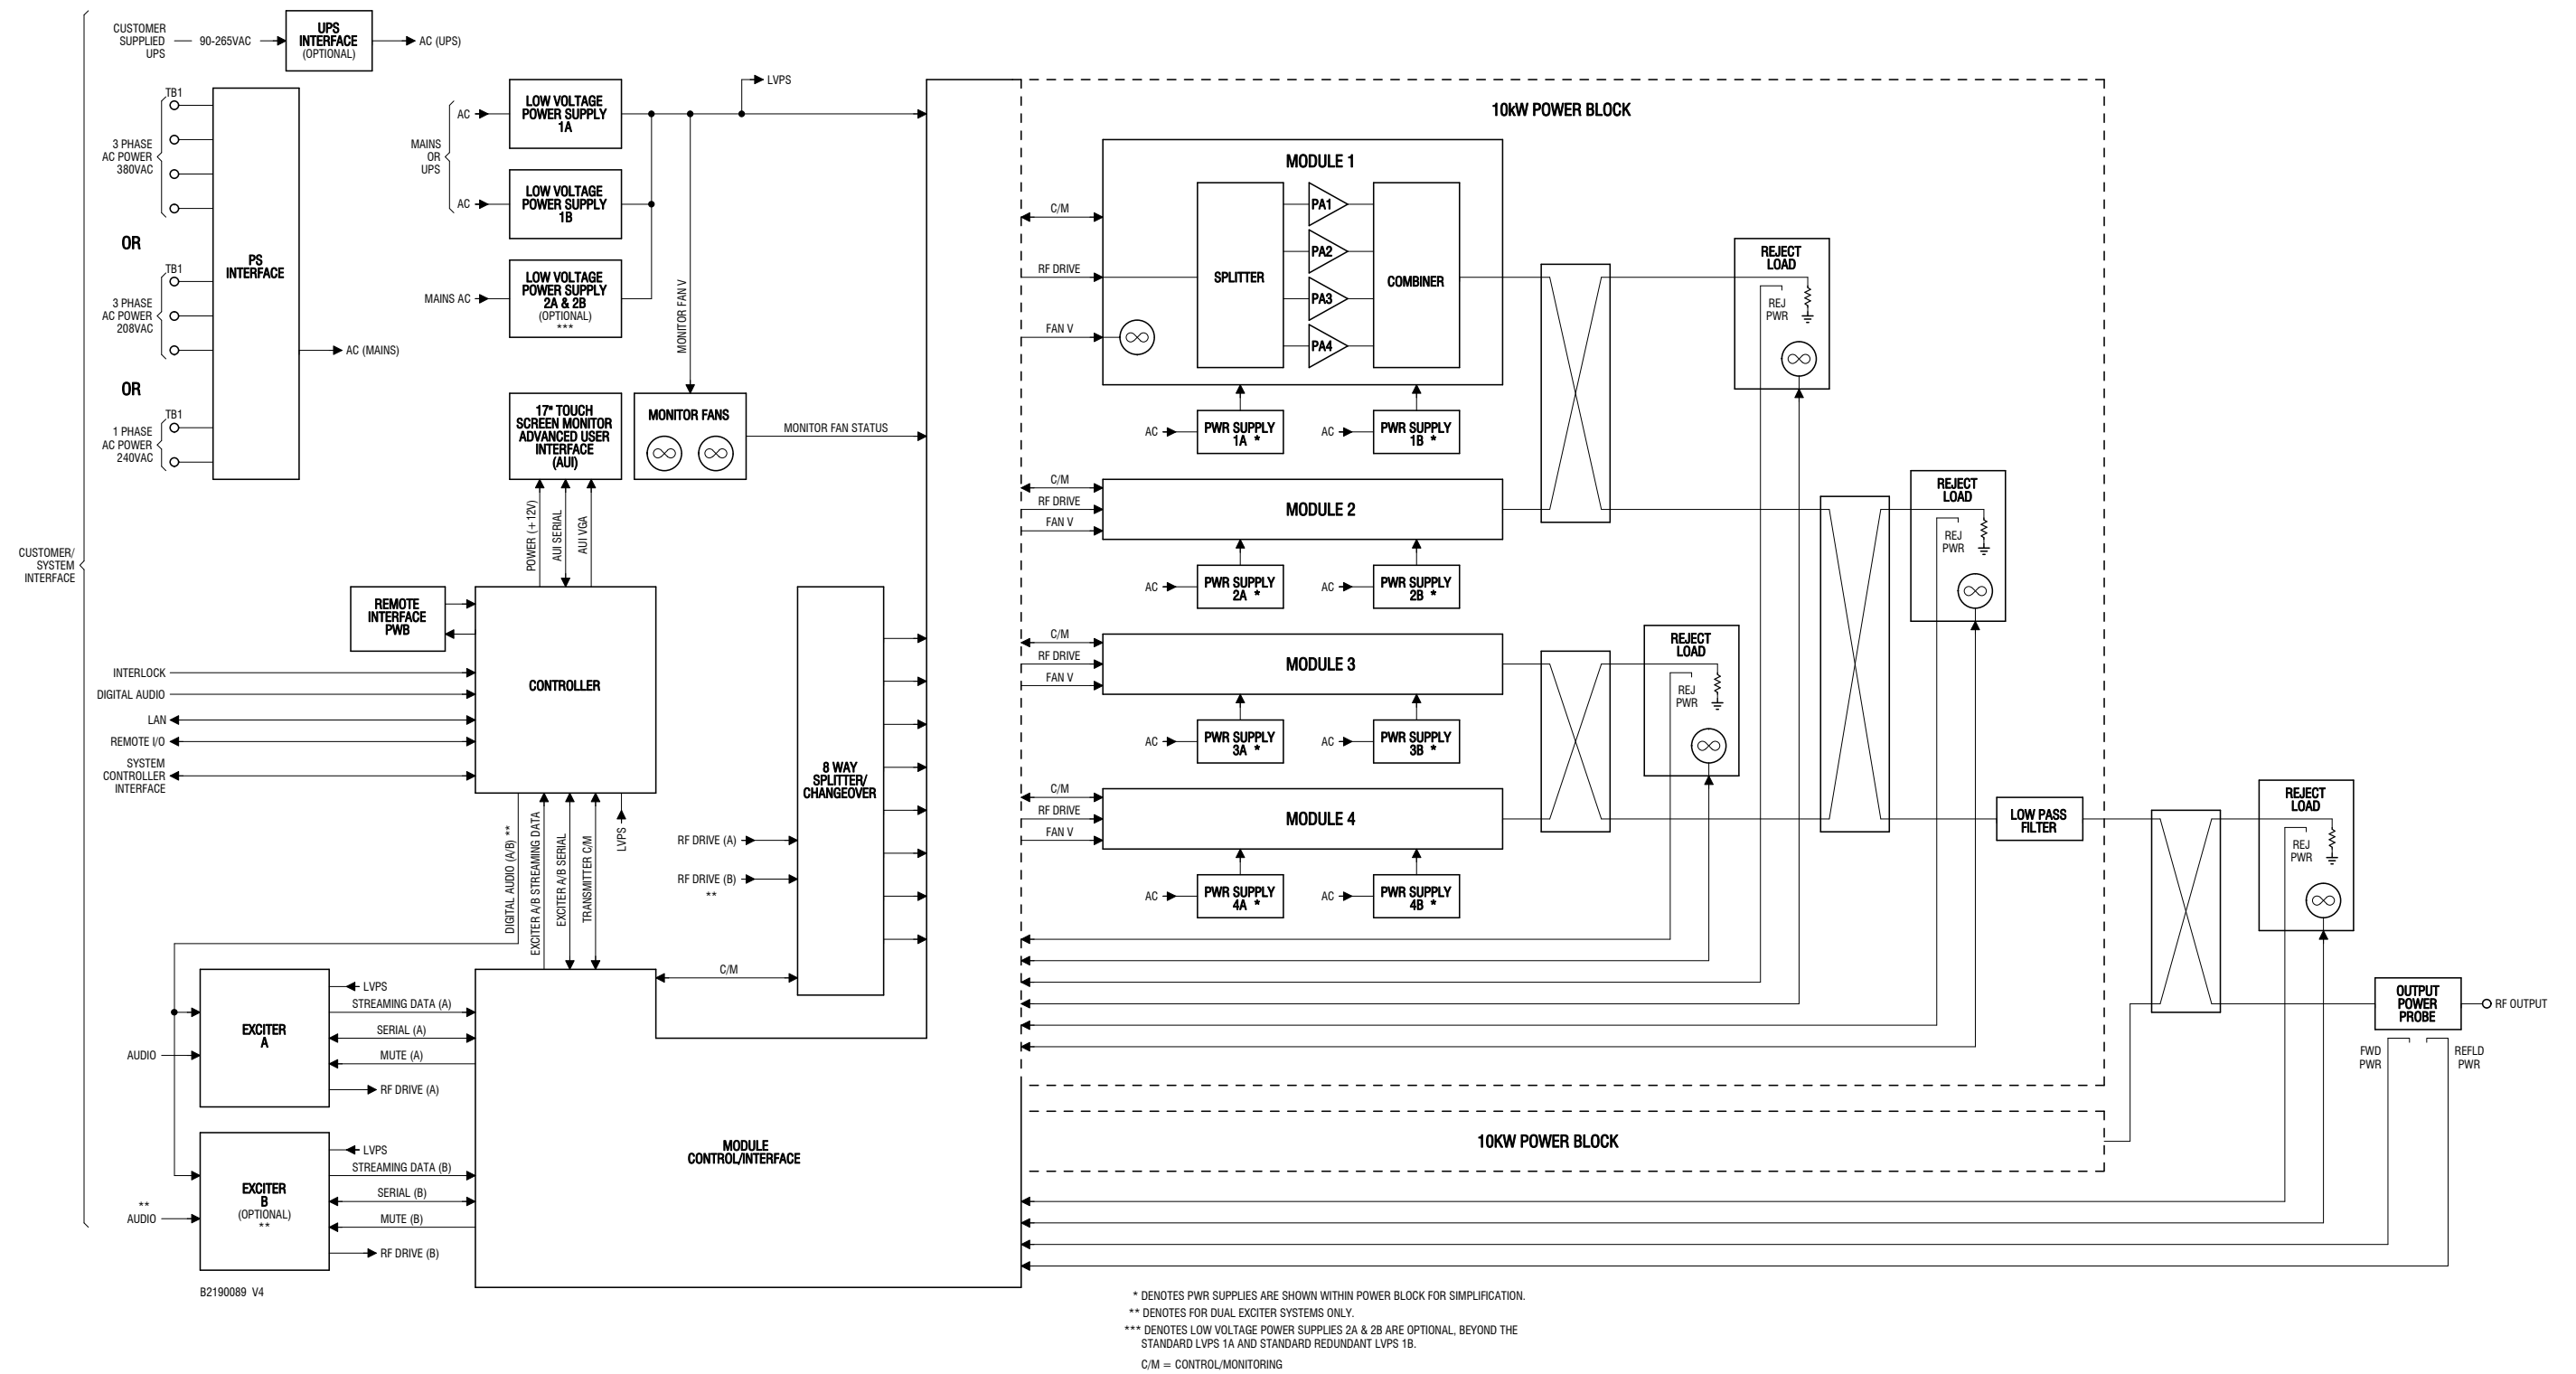 CUSTOMER
SUPPLIED
UPS
90-265VAC
UPS
INTERFACE
(OPTIONAL)
AC (UPS)
TB1
3 PHASE
AC POWER
380VAC
OR
TB1
3 PHASE
AC POWER
208VAC
OR
TB1
1 PHASE
AC POWER
240VAC
PS
INTERFACE
AC (MAINS)
CUSTOMER/
SYSTEM
INTERFACE
MAINS
OR
UPS
AC
LOW VOLTAGE
POWER SUPPLY
1A
AC
LOW VOLTAGE
POWER SUPPLY
1B
MAINS AC
LOW VOLTAGE
POWER SUPPLY
2A & 2B
(OPTIONAL)
***
LVPS
MONITOR FAN V
17" TOUCH
SCREEN MONITOR
ADVANCED USER
INTERFACE
(AUI)
MONITOR FANS
MONITOR FAN STATUS
POWER (+12V)
AUI SERIAL
AUI VGA
REMOTE
INTERFACE
PWB
CONTROLLER
INTERLOCK
DIGITAL AUDIO
LAN
REMOTE I/O
SYSTEM
CONTROLLER
INTERFACE
DIGITAL AUDIO (A/B) **
EXCITER A/B STREAMING DATA
EXCITER A/B SERIAL
TRANSMITTER C/M
LVPS
8 WAY
SPLITTER/
CHANGEOVER
RF DRIVE (A)
RF DRIVE (B)
**
C/M
EXCITER
A
AUDIO
LVPS
STREAMING DATA (A)
SERIAL (A)
MUTE (A)
RF DRIVE (A)
EXCITER
B
(OPTIONAL)
**
**
AUDIO
LVPS
STREAMING DATA (B)
SERIAL (B)
MUTE (B)
RF DRIVE (B)
MODULE
CONTROL/INTERFACE
B2190089 V4
10kW POWER BLOCK
MODULE 1
C/M
RF DRIVE
FAN V
SPLITTER
PA1
PA2
PA3
PA4
COMBINER
AC
PWR SUPPLY
1A *
AC
PWR SUPPLY
1B *
REJECT
LOAD
REJ
PWR
C/M
RF DRIVE
FAN V
MODULE 2
AC
PWR SUPPLY
2A *
AC
PWR SUPPLY
2B *
REJECT
LOAD
REJ
PWR
C/M
RF DRIVE
FAN V
MODULE 3
AC
PWR SUPPLY
3A *
AC
PWR SUPPLY
3B *
REJECT
LOAD
REJ
PWR
C/M
RF DRIVE
FAN V
MODULE 4
AC
PWR SUPPLY
4A *
AC
PWR SUPPLY
4B *
LOW PASS
FILTER
REJECT
LOAD
REJ
PWR
OUTPUT
POWER
PROBE
RF OUTPUT
FWD
PWR
REFLD
PWR
10KW POWER BLOCK
* DENOTES PWR SUPPLIES ARE SHOWN WITHIN POWER BLOCK FOR SIMPLIFICATION.
** DENOTES FOR DUAL EXCITER SYSTEMS ONLY.
*** DENOTES LOW VOLTAGE POWER SUPPLIES 2A & 2B ARE OPTIONAL, BEYOND THE
STANDARD LVPS 1A AND STANDARD REDUNDANT LVPS 1B.
C/M = CONTROL/MONITORING